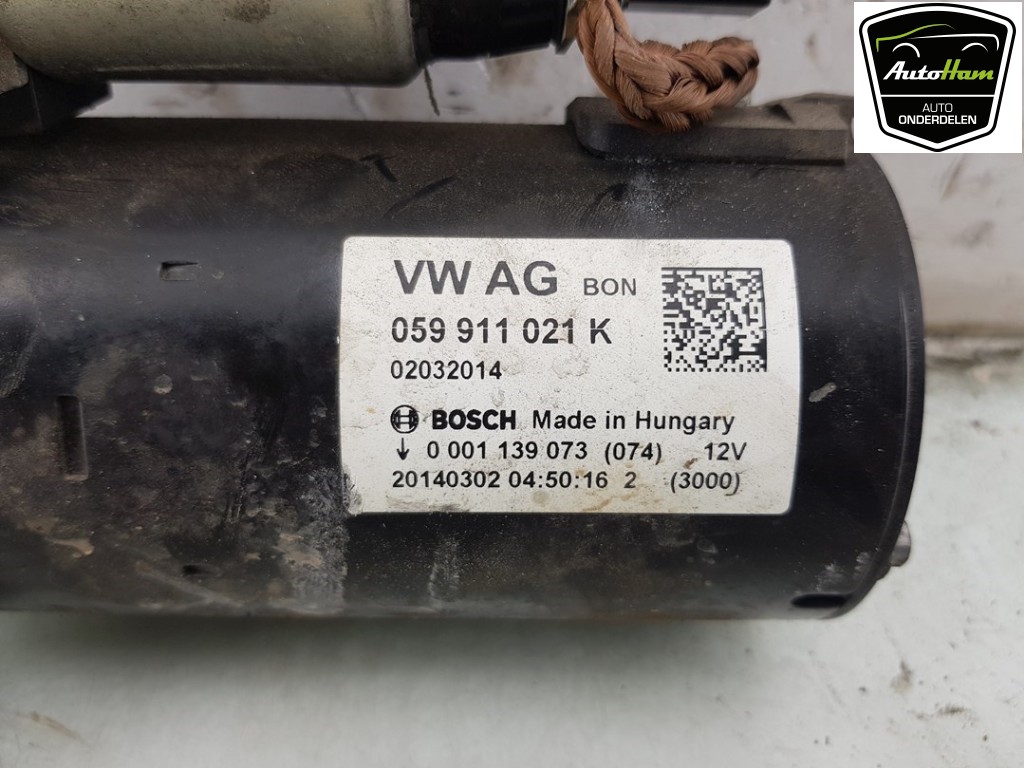 AutoHam
AUTO
ONDERDELEN
VW AG BON
059 911 021 K
02032014
BOSCH Made in Hungary
↓ 0 001 139 073 (074) 12V
20140302 04:50:16 2 (3000)